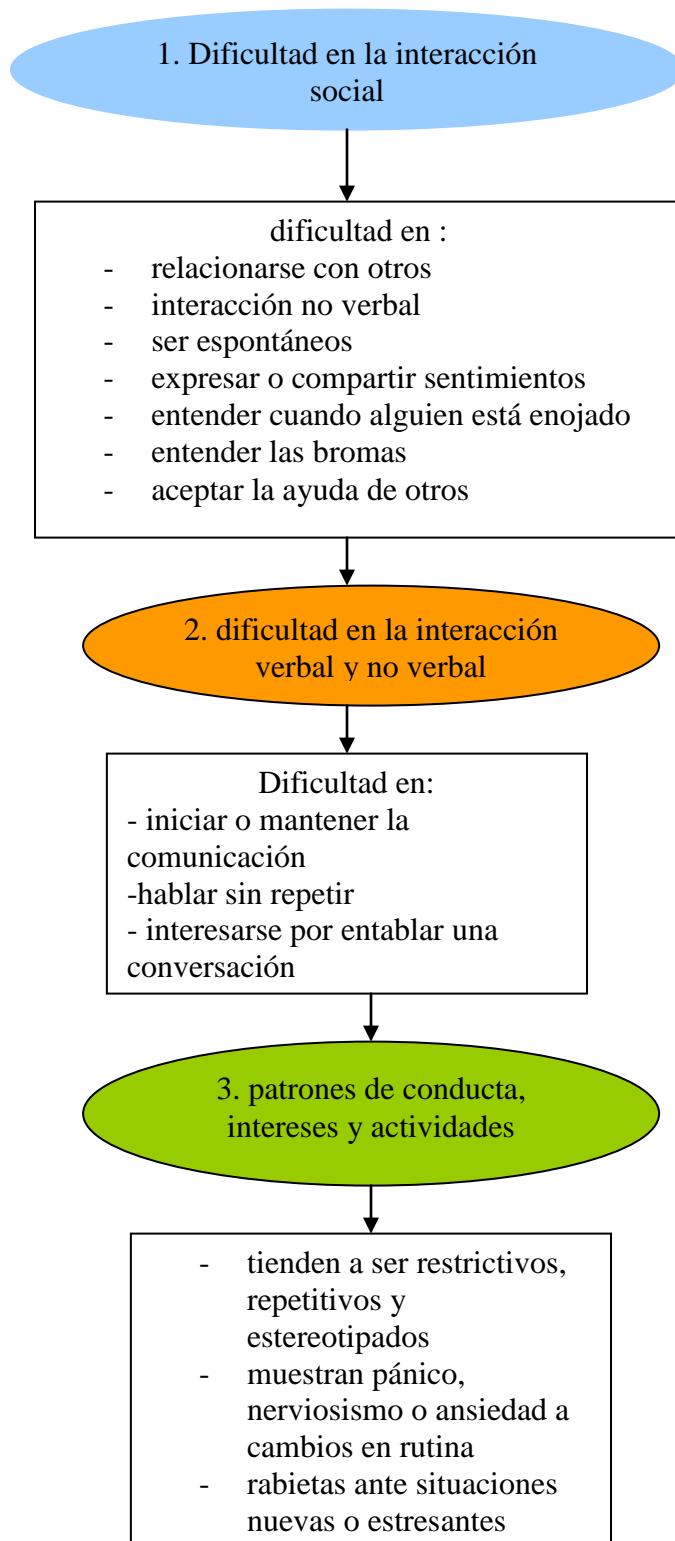 1. Dificultad en la interacción
social
dificultad en :
- relacionarse con otros
- interacción no verbal
- ser espontáneos
- expresar o compartir sentimientos
- entender cuando alguien está enojado
- entender las bromas
- aceptar la ayuda de otros
2. dificultad en la interacción
verbal y no verbal
Dificultad en:
- iniciar o mantener la
comunicación
-hablar sin repetir
- interesarse por entablar una
conversación
3. patrones de conducta,
intereses y actividades
- tienden a ser restrictivos,
repetitivos y
estereotipados
- muestran pánico,
nerviosismo o ansiedad a
cambios en rutina
- rabietas ante situaciones
nuevas o estresantes